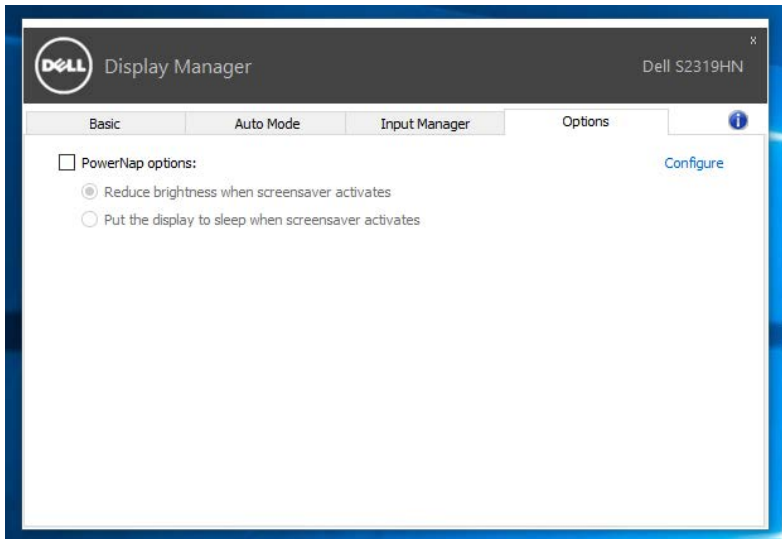 DELL Display Manager
x
Dell S2319HN
Basic Auto Mode Input Manager Options i
PowerNap options: Configure
Reduce brightness when screensaver activates
Put the display to sleep when screensaver activates